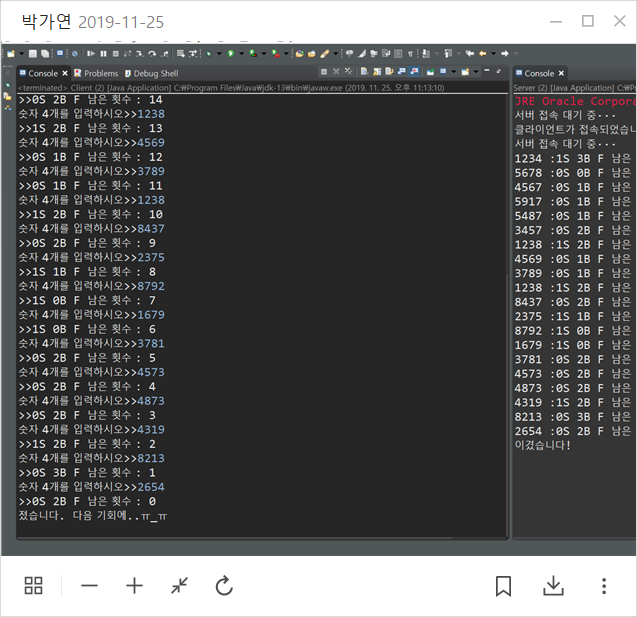 박가연 2019-11-25
Console
Problems
Debug Shell
<terminated> Client (2) [Java Application] C:₩Program Files₩Java₩jdk-13₩bin₩javaw.exe (2019. 11. 25. 오후 11:13:10)
>>0S 2B F 남은 횟수 : 14
숫자 4개를 입력하시오>>1238
>>1S 2B F 남은 횟수 : 13
숫자 4개를 입력하시오>>4569
>>0S 1B F 남은 횟수 : 12
숫자 4개를 입력하시오>>3789
>>0S 1B F 남은 횟수 : 11
숫자 4개를 입력하시오>>1238
>>1S 2B F 남은 횟수 : 10
숫자 4개를 입력하시오>>8437
>>0S 2B F 남은 횟수 : 9
숫자 4개를 입력하시오>>2375
>>1S 1B F 남은 횟수 : 8
숫자 4개를 입력하시오>>8792
>>1S 0B F 남은 횟수 : 7
숫자 4개를 입력하시오>>1679
>>1S 0B F 남은 횟수 : 6
숫자 4개를 입력하시오>>3781
>>0S 2B F 남은 횟수 : 5
숫자 4개를 입력하시오>>4573
>>0S 2B F 남은 횟수 : 4
숫자 4개를 입력하시오>>4873
>>0S 2B F 남은 횟수 : 3
숫자 4개를 입력하시오>>4319
>>1S 2B F 남은 횟수 : 2
숫자 4개를 입력하시오>>8213
>>0S 3B F 남은 횟수 : 1
숫자 4개를 입력하시오>>2654
>>0S 2B F 남은 횟수 : 0
졌습니다. 다음 기회에..ㅠ_ㅠ
Console
Server (2) [Java Application] C:₩P
JRE Oracle Corpora
서버 접속 대기 중···
클라이언트가 접속되었습니
서버 접속 대기 중···
1234 :1S 3B F 남은
5678 :0S 0B F 남은
4567 :0S 1B F 남은
5917 :0S 1B F 남은
5487 :0S 1B F 남은
3457 :0S 2B F 남은
1238 :1S 2B F 남은
4569 :0S 1B F 남은
3789 :0S 1B F 남은
1238 :1S 2B F 남은
8437 :0S 2B F 남은
2375 :1S 1B F 남은
8792 :1S 0B F 남은
1679 :1S 0B F 남은
3781 :0S 2B F 남은
4573 :0S 2B F 남은
4873 :0S 2B F 남은
4319 :1S 2B F 남은
8213 :0S 3B F 남은
2654 :0S 2B F 남은
이겼습니다!